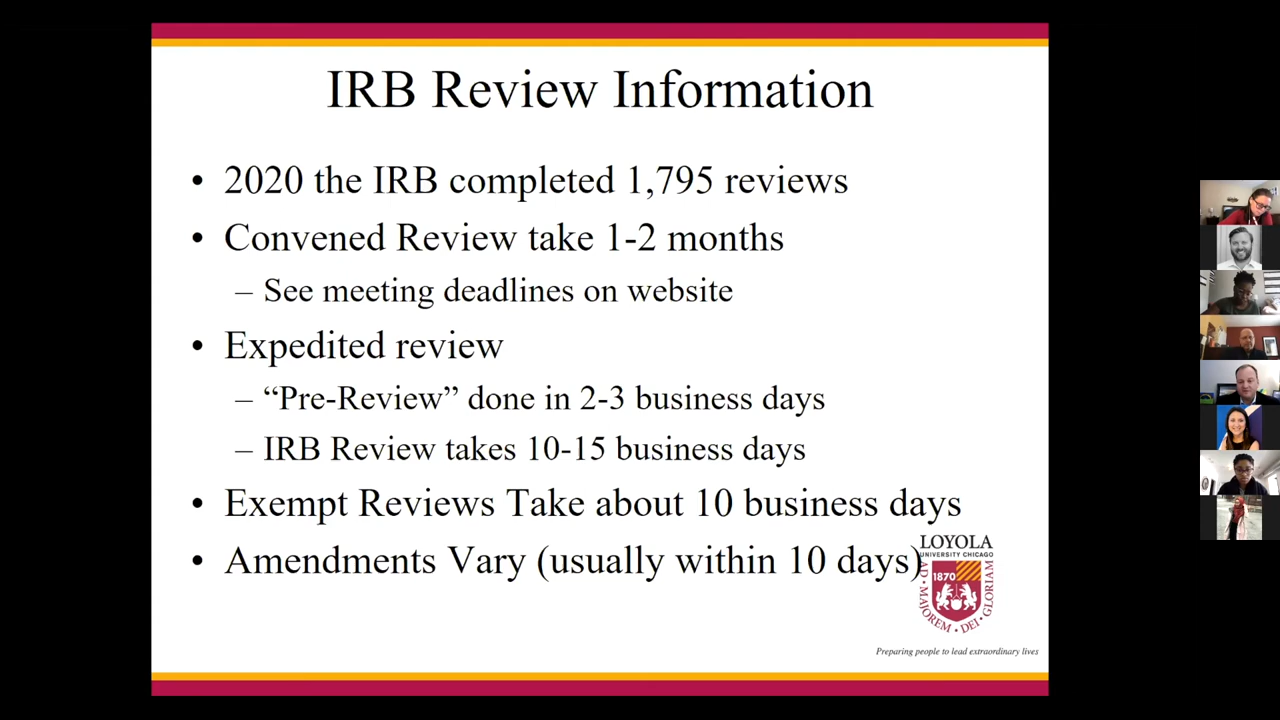 IRB Review Information
• 2020 the IRB completed 1,795 reviews
• Convened Review take 1-2 months
– See meeting deadlines on website
• Expedited review
– “Pre-Review” done in 2-3 business days
– IRB Review takes 10-15 business days
• Exempt Reviews Take about 10 business days
• Amendments Vary (usually within 10 days)
LOYOLA
UNIVERSITY CHICAGO
1870
AD • MAJOREM • DEI • GLORIAM
Preparing people to lead extraordinary lives